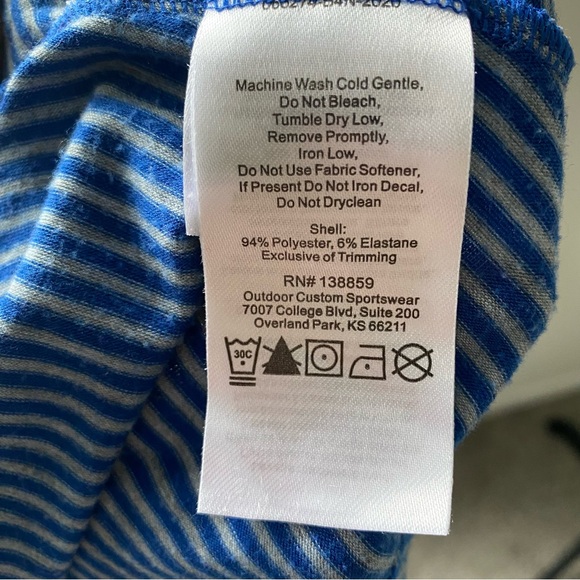 Machine Wash Cold Gentle,
Do Not Bleach,
Tumble Dry Low,
Remove Promptly,
Iron Low,
Do Not Use Fabric Softener,
If Present Do Not Iron Decal,
Do Not Dryclean
Shell:
94% Polyester, 6% Elastane
Exclusive of Trimming
RN# 138859
Outdoor Custom Sportswear
7007 College Blvd, Suite 200
Overland Park, KS 66211
30C